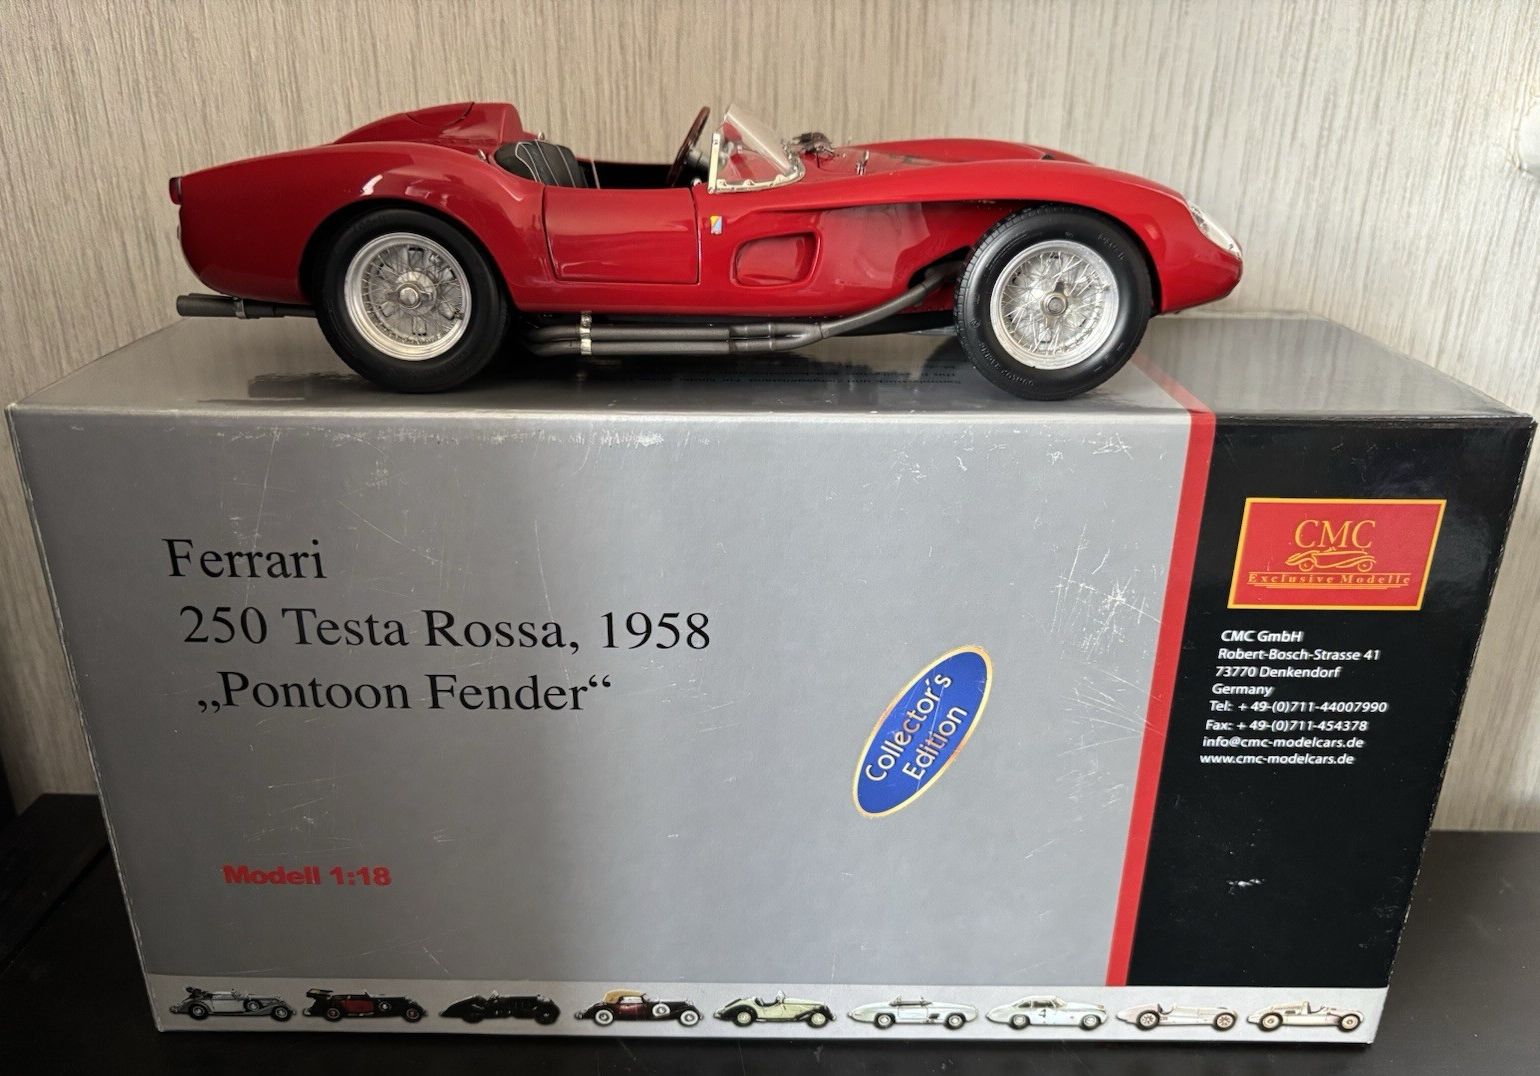 Ferrari
250 Testa Rossa, 1958
„Pontoon Fender“
Collector´s
Edition
Modell 1:18
CMC
Exclusive Modelle
CMC GmbH
Robert-Bosch-Strasse 41
73770 Denkendorf
Germany
Tel: + 49-(0)711-44007990
Fax: + 49-(0)711-454378
info@cmc-modelcars.de
www.cmc-modelcars.de
4